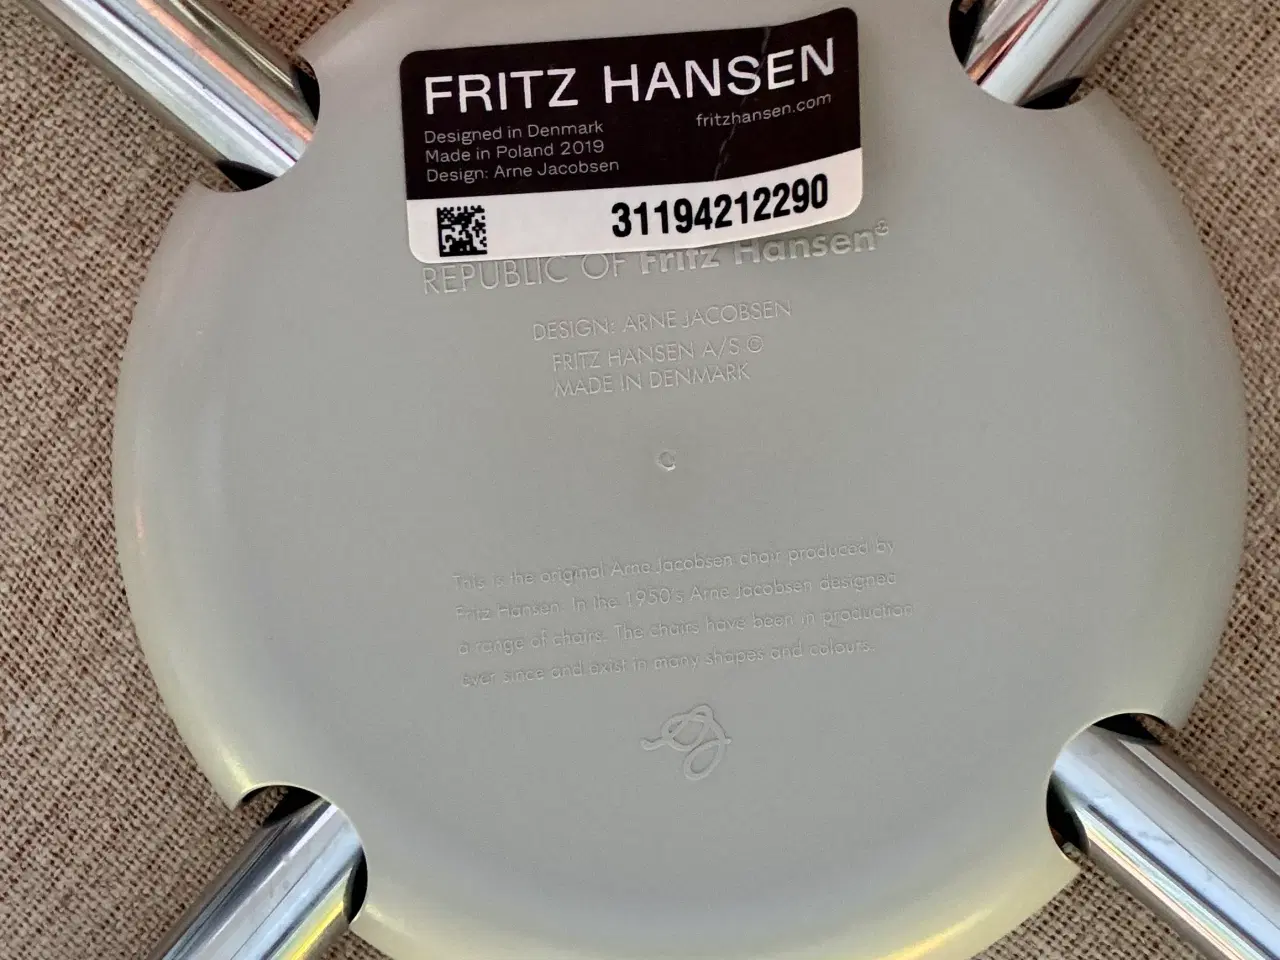 FRITZ HANSEN
fritzhansen.com
Designed in Denmark
Made in Poland 2019
Design: Arne Jacobsen
31194212290
REPUBLIC OF Fritz Hansen®
DESIGN: ARNE JACOBSEN
FRITZ HANSEN A/S ©
MADE IN DENMARK
C
This is the original Arne Jacobsen chair produced by
Fritz Hansen. In the 1950's Arne Jacobsen designed
a range of chairs. The chairs have been in production
ever since and exist in many shapes and colours.